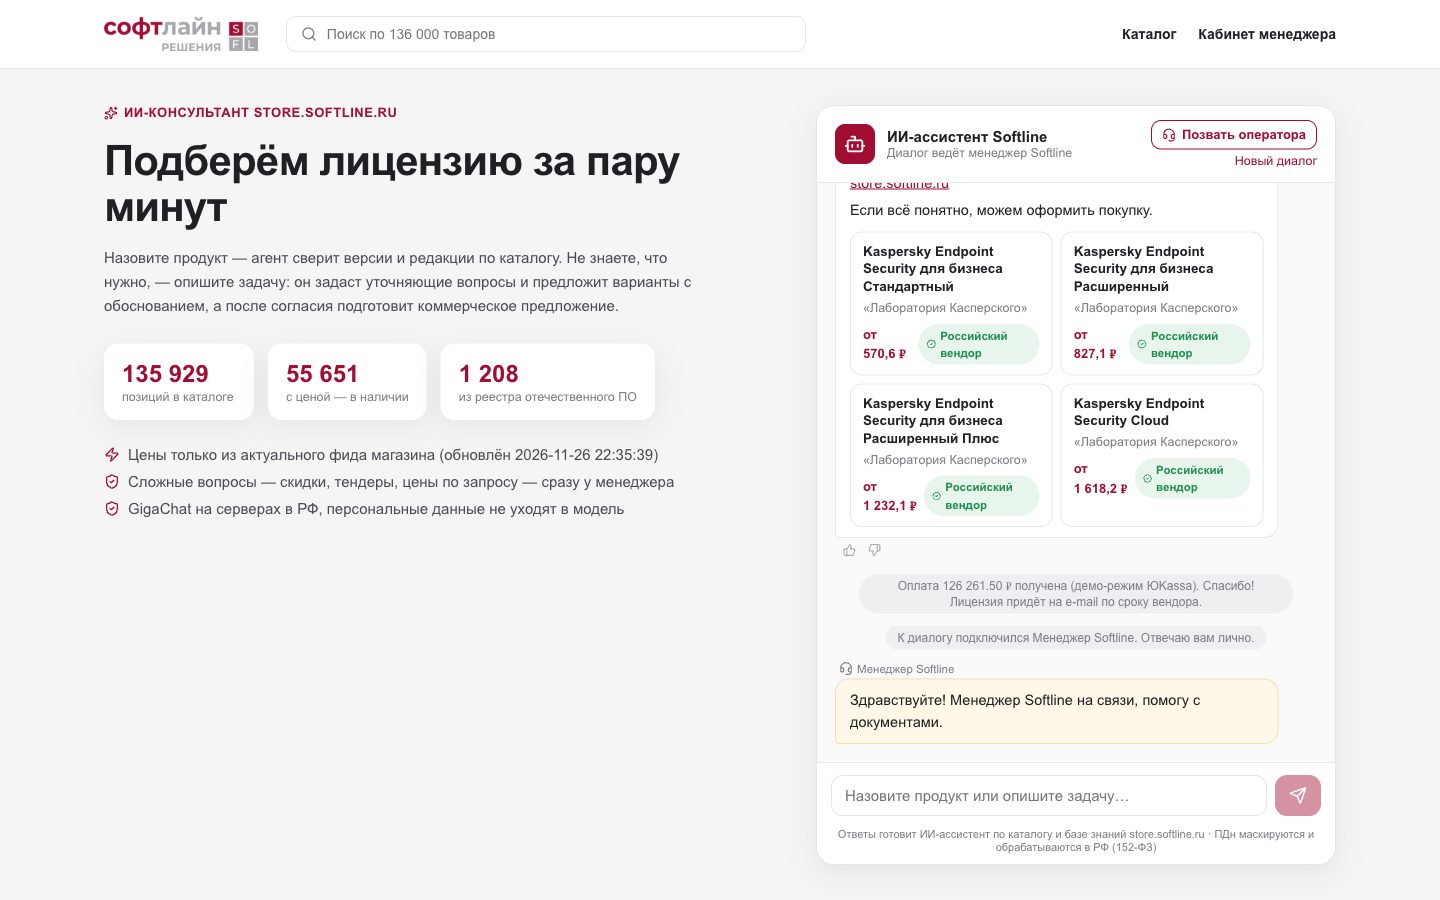 софтлайн
РЕШЕНИЯ
S O
F L
Поиск по 136 000 товаров
Каталог
Кабинет менеджера
ИИ-КОНСУЛЬТАНТ STORE.SOFTLINE.RU
Подберём лицензию за пару
минут
Назовите продукт — агент сверит версии и редакции по каталогу. Не знаете, что
нужно, — опишите задачу: он задаст уточняющие вопросы и предложит варианты с
обоснованием, а после согласия подготовит коммерческое предложение.
135 929
позиций в каталоге
55 651
с ценой — в наличии
1 208
из реестра отечественного ПО
Цены только из актуального фида магазина (обновлён 2026-11-26 22:35:39)
Сложные вопросы — скидки, тендеры, цены по запросу — сразу у менеджера
GigaChat на серверах в РФ, персональные данные не уходят в модель
ИИ-ассистент Softline
Диалог ведёт менеджер Softline
Позвать оператора
Новый диалог
store.softline.ru
Если всё понятно, можем оформить покупку.
Kaspersky Endpoint
Security для бизнеса
Стандартный
«Лаборатория Касперского»
от
570,6 ₽
Российский
вендор
Kaspersky Endpoint
Security для бизнеса
Расширенный
«Лаборатория Касперского»
от
827,1 ₽
Российский
вендор
Kaspersky Endpoint
Security для бизнеса
Расширенный Плюс
«Лаборатория Касперского»
от
1 232,1 ₽
Российский
вендор
Kaspersky Endpoint
Security Cloud
«Лаборатория Касперского»
от
1 618,2 ₽
Российский
вендор
Оплата 126 261.50 ₽ получена (демо-режим ЮKassa). Спасибо!
Лицензия придёт на e-mail по сроку вендора.
К диалогу подключился Менеджер Softline. Отвечаю вам лично.
Менеджер Softline
Здравствуйте! Менеджер Softline на связи, помогу с
документами.
Назовите продукт или опишите задачу…
Ответы готовит ИИ-ассистент по каталогу и базе знаний store.softline.ru · ПДн маскируются и
обрабатываются в РФ (152-ФЗ)